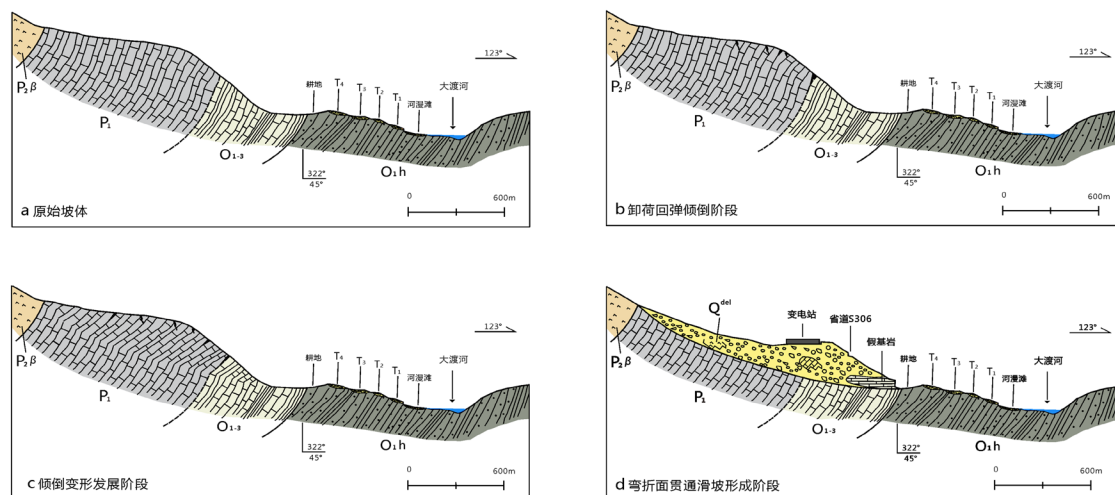 123°
P₂β
P₁
O₁₋₃
O₁h
耕地
T₄
T₃
T₂
T₁
河漫滩
大渡河
322°
45°
0 600m
a 原始坡体
123°
P₂β
P₁
O₁₋₃
O₁h
耕地
T₄
T₃
T₂
T₁
河漫滩
大渡河
322°
45°
0 600m
b 卸荷回弹倾倒阶段
123°
P₂β
P₁
O₁₋₃
O₁h
耕地
T₄
T₃
T₂
T₁
河漫滩
大渡河
322°
45°
0 600m
c 倾倒变形发展阶段
Qdel
变电站
省道S306
假基岩
123°
P₂β
P₁
O₁₋₃
O₁h
耕地
T₄
T₃
T₂
T₁
河漫滩
大渡河
322°
45°
0 600m
d 弯折面贯通滑坡形成阶段